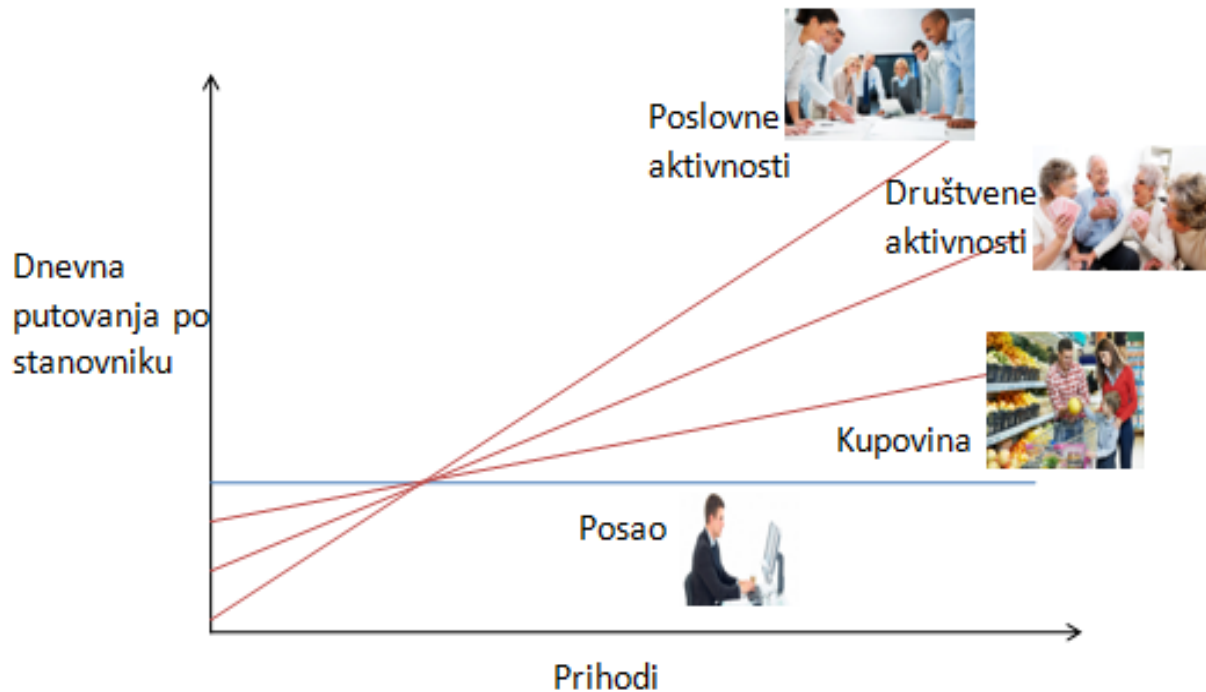 Poslovne
aktivnosti
Društvene
aktivnosti
Dnevna
putovanja po
stanovniku
Kupovina
Posao
Prihodi